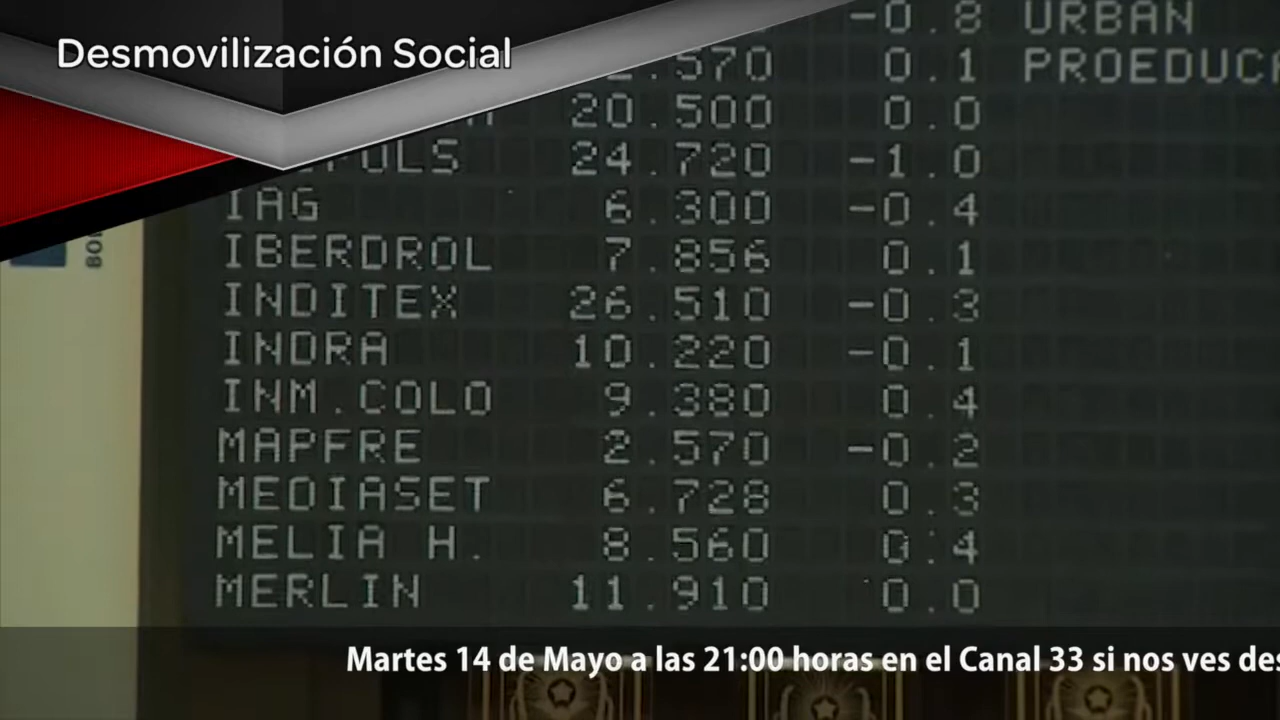 Desmovilización Social
-0.8 URBAN
.570 0.1 PROEDUCA
20.500 0.0
24.720 -1.0
IAG 6.300 -0.4
IBERDROL 7.856 0.1
INDITEX 26.510 -0.3
INDRA 10.220 -0.1
INM.COLO 9.380 0.4
MAPFRE 2.570 -0.2
MEDIASET 6.728 0.3
MELIA H. 8.560 0.4
MERLIN 11.910 0.0
Martes 14 de Mayo a las 21:00 horas en el Canal 33 si nos ves des